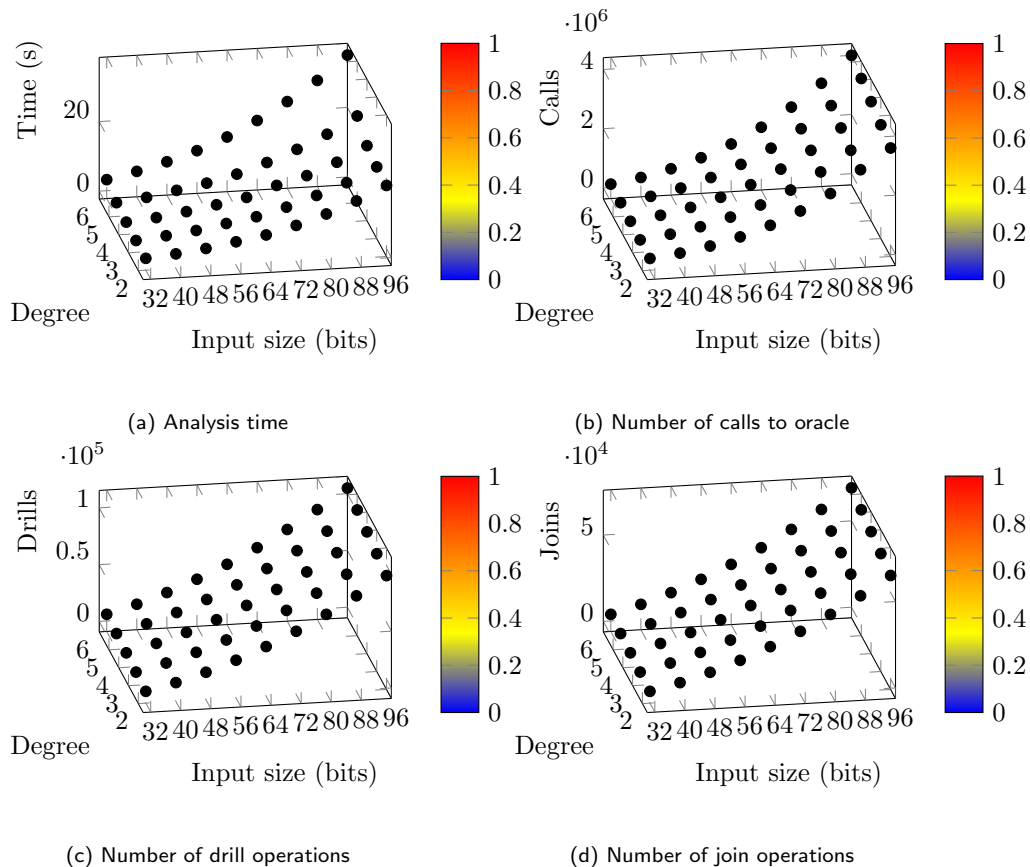 Time (s)
20
0
6
5
4
3
2
Degree
32 40 48 56 64 72 80 88 96
Input size (bits)
1
0.8
0.6
0.4
0.2
0
(a) Analysis time
·10⁶
Calls
4
2
0
6
5
4
3
2
Degree
32 40 48 56 64 72 80 88 96
Input size (bits)
1
0.8
0.6
0.4
0.2
0
(b) Number of calls to oracle
·10⁵
Drills
1
0.5
0
6
5
4
3
2
Degree
32 40 48 56 64 72 80 88 96
Input size (bits)
1
0.8
0.6
0.4
0.2
0
(c) Number of drill operations
·10⁴
Joins
5
0
6
5
4
3
2
Degree
32 40 48 56 64 72 80 88 96
Input size (bits)
1
0.8
0.6
0.4
0.2
0
(d) Number of join operations